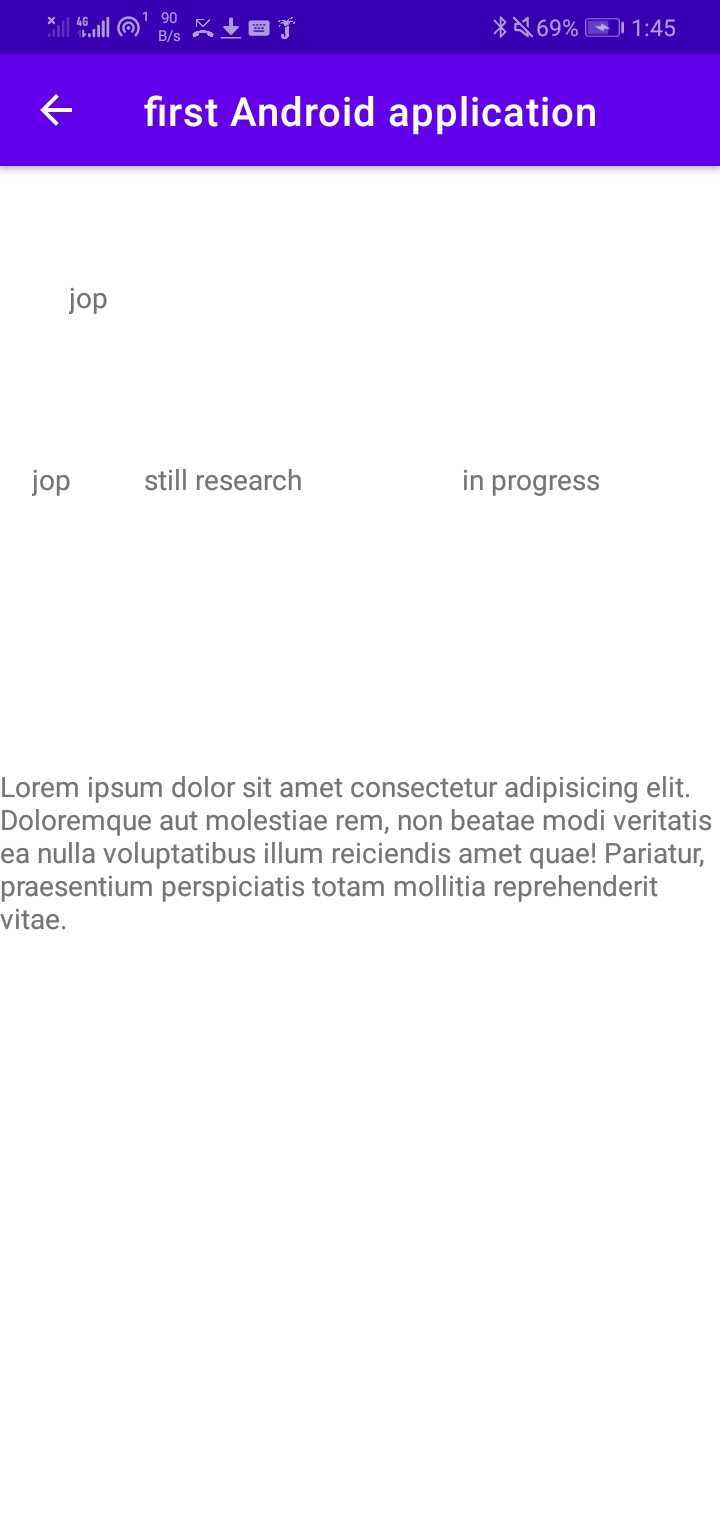 4G 1 90 B/s 69% 1:45
first Android application
jop
jop still research in progress
Lorem ipsum dolor sit amet consectetur adipisicing elit.
Doloremque aut molestiae rem, non beatae modi veritatis
ea nulla voluptatibus illum reiciendis amet quae! Pariatur,
praesentium perspiciatis totam mollitia reprehenderit
vitae.